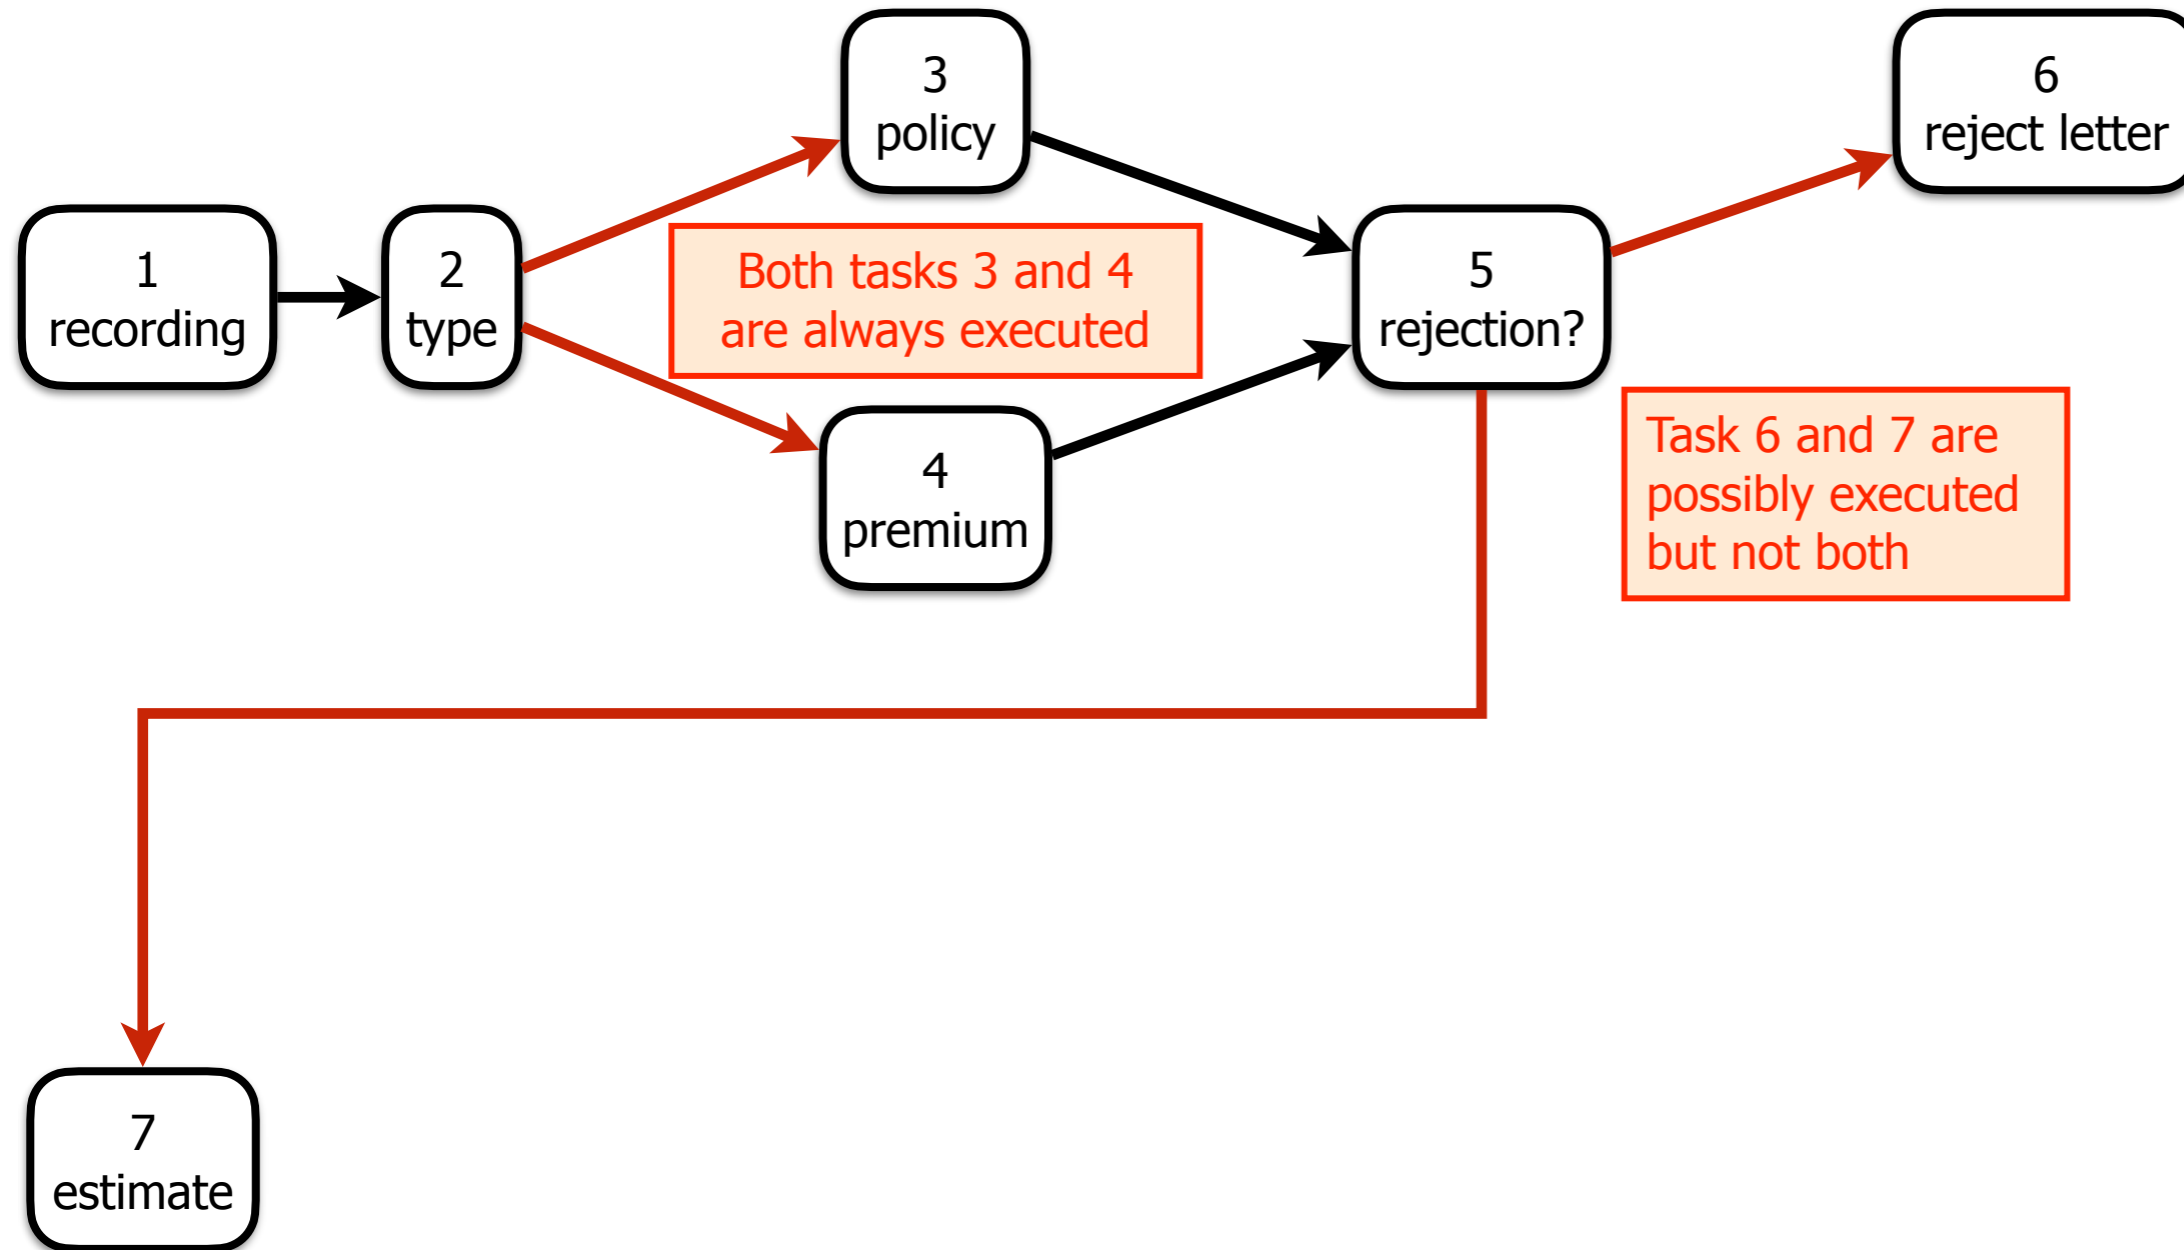 1
recording
2
type
3
policy
Both tasks 3 and 4
are always executed
4
premium
5
rejection?
6
reject letter
Task 6 and 7 are
possibly executed
but not both
7
estimate